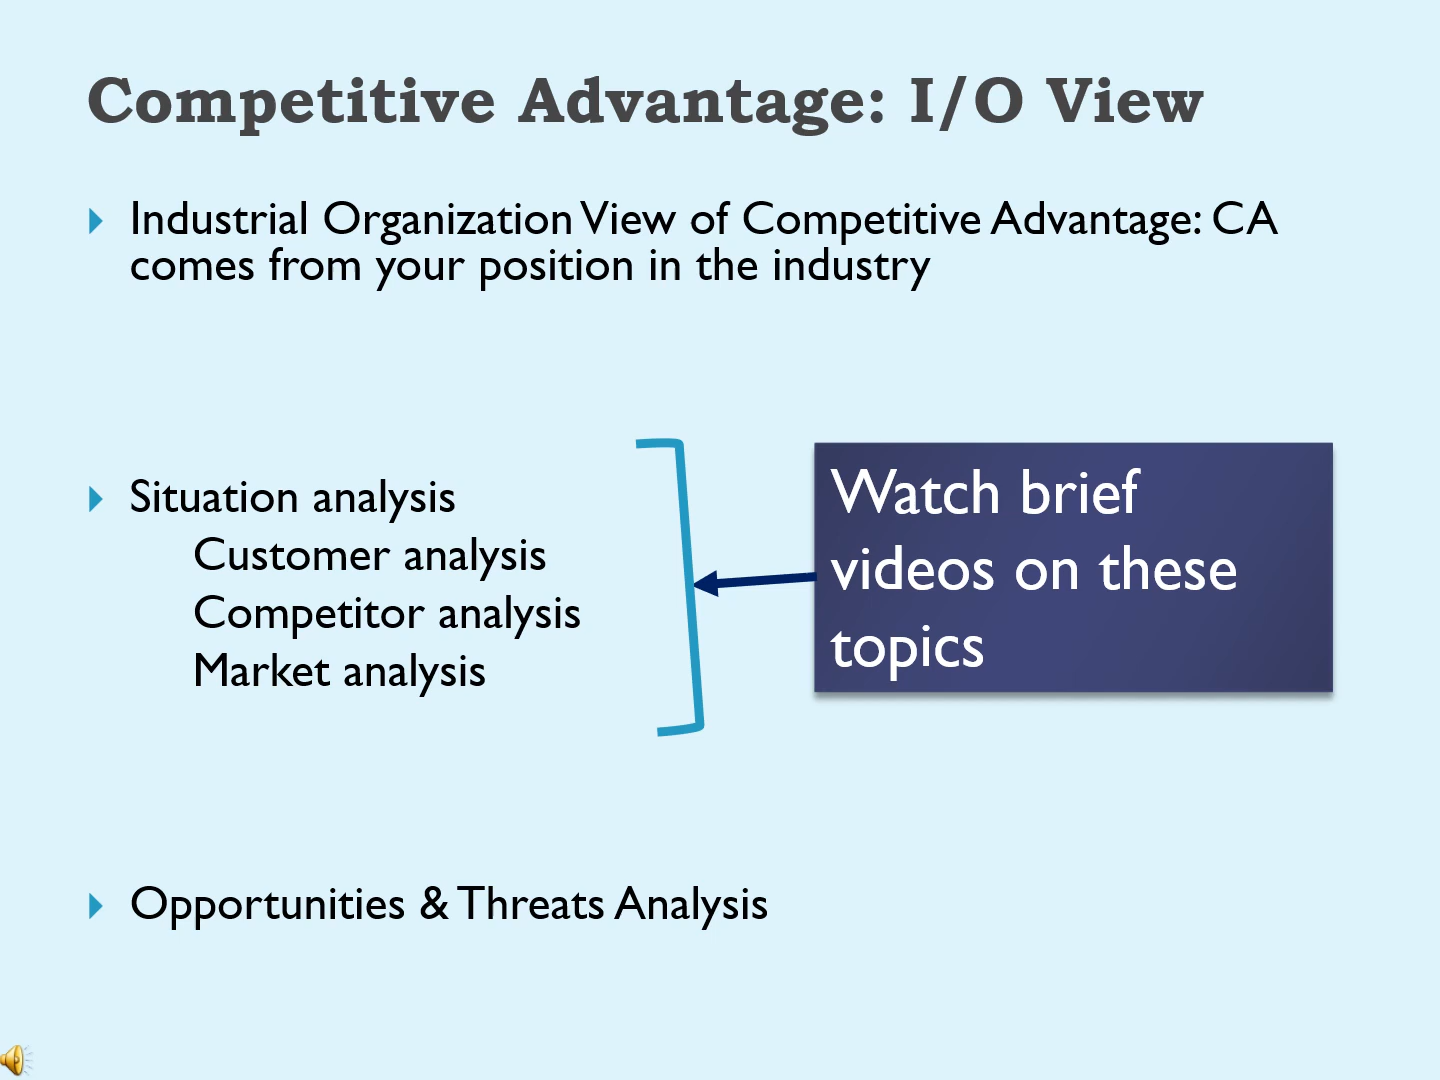 Competitive Advantage: I/O View
Industrial Organization View of Competitive Advantage: CA
comes from your position in the industry
Situation analysis
Customer analysis
Competitor analysis
Market analysis
Watch brief
videos on these
topics
Opportunities & Threats Analysis